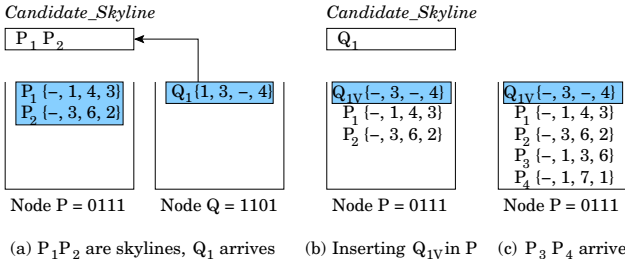 Candidate_Skyline
Candidate_Skyline
P1 P2
Q1
P1 {–, 1, 4, 3}
P2 {–, 3, 6, 2}
Q1{1, 3, –, 4}
Q1V{–, 3, –, 4}
P1 {–, 1, 4, 3}
P2 {–, 3, 6, 2}
Q1V{–, 3, –, 4}
P1 {–, 1, 4, 3}
P2 {–, 3, 6, 2}
P3 {–, 1, 3, 6}
P4 {–, 1, 7, 1}
Node P = 0111
Node Q = 1101
Node P = 0111
Node P = 0111
(a) P1P2 are skylines, Q1 arrives
(b) Inserting Q1V in P
(c) P3 P4 arrive